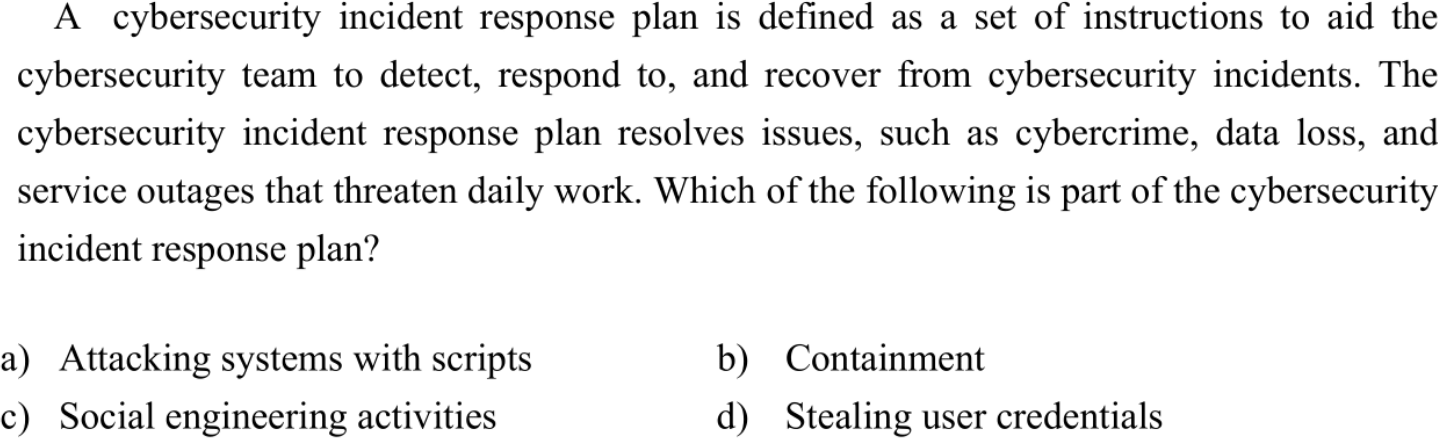 A cybersecurity incident response plan is defined as a set of instructions to aid the
cybersecurity team to detect, respond to, and recover from cybersecurity incidents. The
cybersecurity incident response plan resolves issues, such as cybercrime, data loss, and
service outages that threaten daily work. Which of the following is part of the cybersecurity
incident response plan?
a) Attacking systems with scripts b) Containment
c) Social engineering activities d) Stealing user credentials